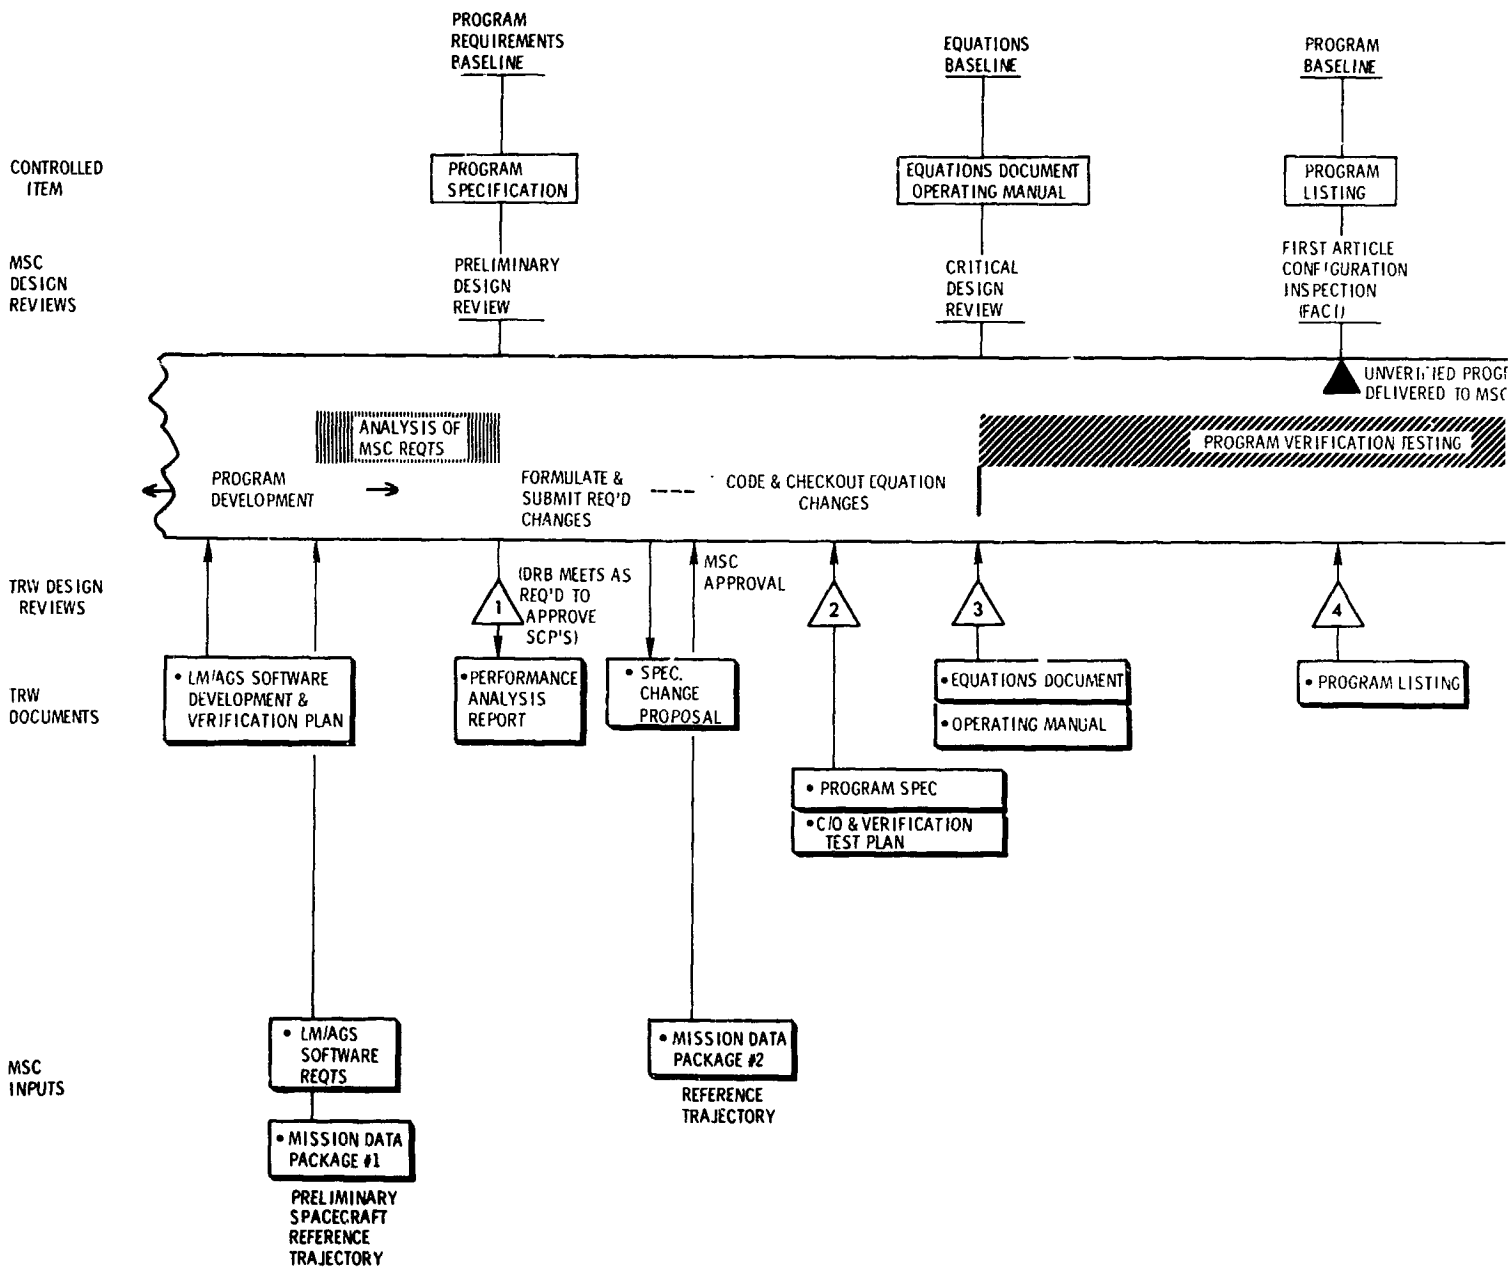 PROGRAM
REQUIREMENTS
BASELINE
EQUATIONS
BASELINE
PROGRAM
BASELINE
CONTROLLED
ITEM
PROGRAM
SPECIFICATION
EQUATIONS DOCUMENT
OPERATING MANUAL
PROGRAM
LISTING
MSC
DESIGN
REVIEWS
PRELIMINARY
DESIGN
REVIEW
CRITICAL
DESIGN
REVIEW
FIRST ARTICLE
CONFIGURATION
INSPECTION
(FACI)
UNVERIFIED PROGR
DELIVERED TO MSC
ANALYSIS OF
MSC REQTS
PROGRAM VERIFICATION TESTING
PROGRAM
DEVELOPMENT
FORMULATE &
SUBMIT REQ'D
CHANGES
CODE & CHECKOUT EQUATION
CHANGES
TRW DESIGN
REVIEWS
1
(DRB MEETS AS
REQ'D TO
APPROVE
SCP'S)
MSC
APPROVAL
2
3
4
TRW
DOCUMENTS
• LM/AGS SOFTWARE
DEVELOPMENT &
VERIFICATION PLAN
• PERFORMANCE
ANALYSIS
REPORT
• SPEC.
CHANGE
PROPOSAL
• EQUATIONS DOCUMENT
• OPERATING MANUAL
• PROGRAM LISTING
• PROGRAM SPEC
• C/O & VERIFICATION
TEST PLAN
MSC
INPUTS
• LM/AGS
SOFTWARE
REQTS
• MISSION DATA
PACKAGE #1
PRELIMINARY
SPACECRAFT
REFERENCE
TRAJECTORY
• MISSION DATA
PACKAGE #2
REFERENCE
TRAJECTORY